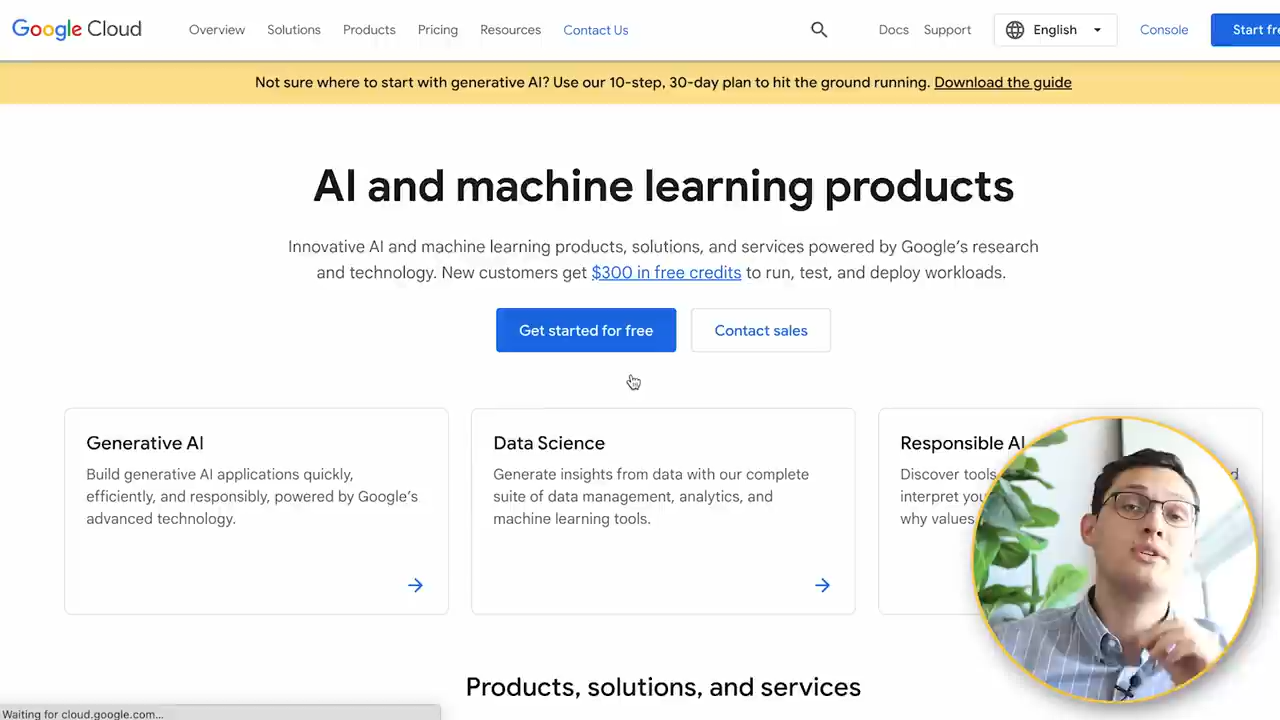 Google Cloud
Overview
Solutions
Products
Pricing
Resources
Contact Us
Docs
Support
English
Console
Start fre
Not sure where to start with generative AI? Use our 10-step, 30-day plan to hit the ground running. Download the guide
AI and machine learning products
Innovative AI and machine learning products, solutions, and services powered by Google's research
and technology. New customers get $300 in free credits to run, test, and deploy workloads.
Get started for free
Contact sales
Generative AI
Build generative AI applications quickly,
efficiently, and responsibly, powered by Google's
advanced technology.
Data Science
Generate insights from data with our complete
suite of data management, analytics, and
machine learning tools.
Responsible AI
Discover tools
interpret
why values
Products, solutions, and services
Waiting for cloud.google.com...